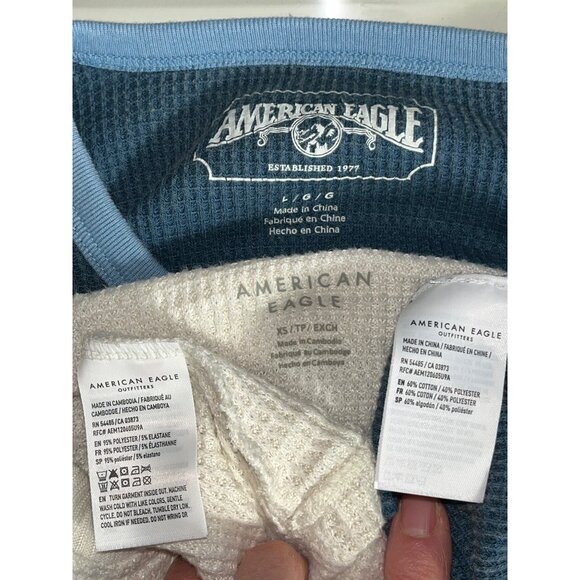 AMERICAN EAGLE
ESTABLISHED 1977
L / G / G
Made in China
Fabriqué en Chine
Hecho en China
AMERICAN
EAGLE
XS / TP / EXCH
Made in Cambodia
Fabriqué au Cambodge
Hecho en Camboya
AMERICAN EAGLE
OUTFITTERS
MADE IN CAMBODIA / FABRIQUÉ AU
CAMBODGE / HECHO EN CAMBOYA
RN 54485 / CA 03873
RFC# AEM120605U9A
EN 95% POLYESTER / 5% ELASTANE
FR 95% POLYESTER / 5% ÉLASTHANNE
SP 95% poliéster / 5% elastano
EN TURN GARMENT INSIDE OUT. MACHINE
WASH COLD WITH LIKE COLORS, GENTLE
CYCLE. DO NOT BLEACH. TUMBLE DRY LOW.
COOL IRON IF NEEDED. DO NOT WRING OR
AMERICAN EAGLE
OUTFITTERS
MADE IN CHINA / FABRIQUÉ EN CHINE /
HECHO EN CHINA
RN 54485 / CA 03873
RFC# AEM120605U9A
EN 60% COTTON / 40% POLYESTER
FR 60% COTON / 40% POLYESTER
SP 60% algodón / 40% poliéster